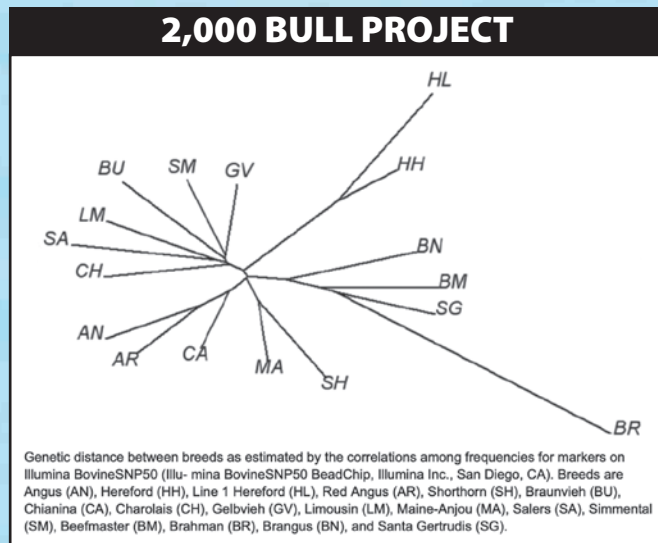 2,000 BULL PROJECT
HL
HH
BU
SM
GV
LM
SA
CH
BN
BM
SG
AN
AR
CA
MA
SH
BR
Genetic distance between breeds as estimated by the correlations among frequencies for markers on
Illumina BovineSNP50 (Illu- mina BovineSNP50 BeadChip, Illumina Inc., San Diego, CA). Breeds are
Angus (AN), Hereford (HH), Line 1 Hereford (HL), Red Angus (AR), Shorthorn (SH), Braunvieh (BU),
Chianina (CA), Charolais (CH), Gelbvieh (GV), Limousin (LM), Maine-Anjou (MA), Salers (SA), Simmental
(SM), Beefmaster (BM), Brahman (BR), Brangus (BN), and Santa Gertrudis (SG).